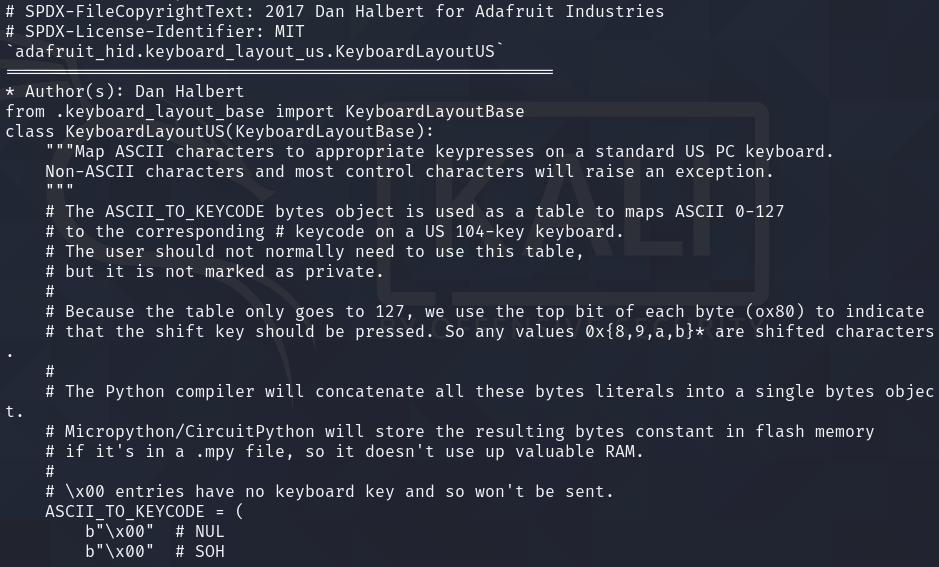 # SPDX-FileCopyrightText: 2017 Dan Halbert for Adafruit Industries
# SPDX-License-Identifier: MIT
`adafruit_hid.keyboard_layout_us.KeyboardLayoutUS`
=======================================================
* Author(s): Dan Halbert
from .keyboard_layout_base import KeyboardLayoutBase
class KeyboardLayoutUS(KeyboardLayoutBase):
    """Map ASCII characters to appropriate keypresses on a standard US PC keyboard.
    Non-ASCII characters and most control characters will raise an exception.
    """
    # The ASCII_TO_KEYCODE bytes object is used as a table to maps ASCII 0-127
    # to the corresponding # keycode on a US 104-key keyboard.
    # The user should not normally need to use this table,
    # but it is not marked as private.
    #
    # Because the table only goes to 127, we use the top bit of each byte (ox80) to indicate
    # that the shift key should be pressed. So any values 0x{8,9,a,b}* are shifted characters
.
    #
    # The Python compiler will concatenate all these bytes literals into a single bytes objec
t.
    # Micropython/CircuitPython will store the resulting bytes constant in flash memory
    # if it's in a .mpy file, so it doesn't use up valuable RAM.
    #
    # \x00 entries have no keyboard key and so won't be sent.
    ASCII_TO_KEYCODE = (
        b"\x00"  # NUL
        b"\x00"  # SOH
KALI
BY OFFENSIVE SECURITY